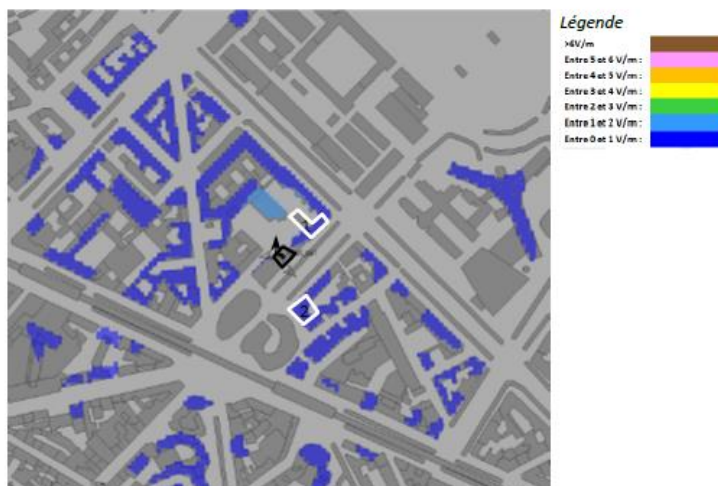 Légende
>6V/m
Entre 5 et 6 V/m :
Entre 4 et 5 V/m :
Entre 3 et 4 V/m :
Entre 2 et 3 V/m :
Entre 1 et 2 V/m :
Entre 0 et 1 V/m :
2